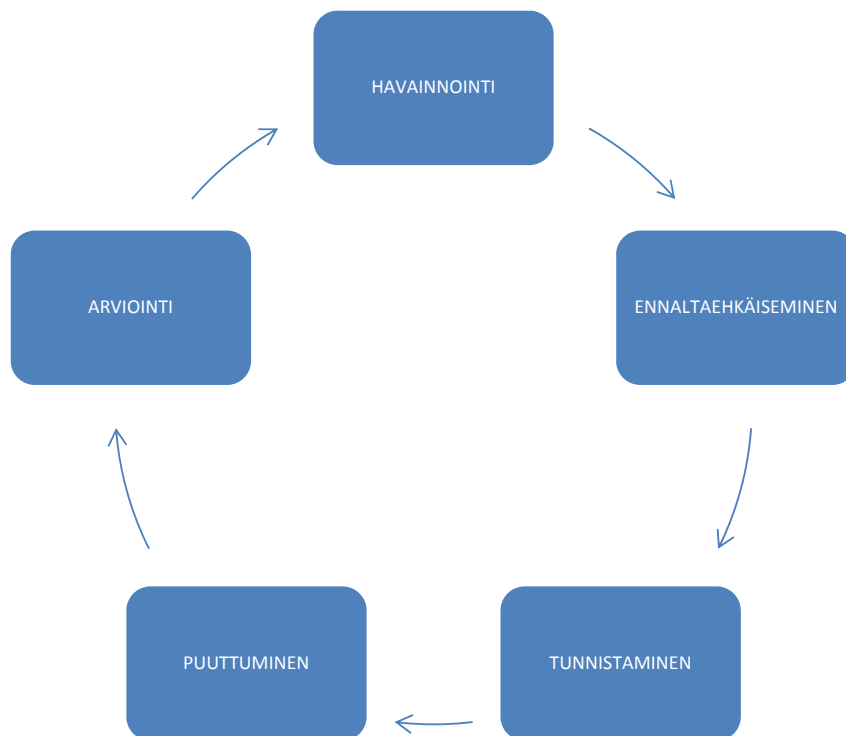 HAVAINNOINTI
ENNALTAEHKÄISEMINEN
TUNNISTAMINEN
PUUTTUMINEN
ARVIOINTI